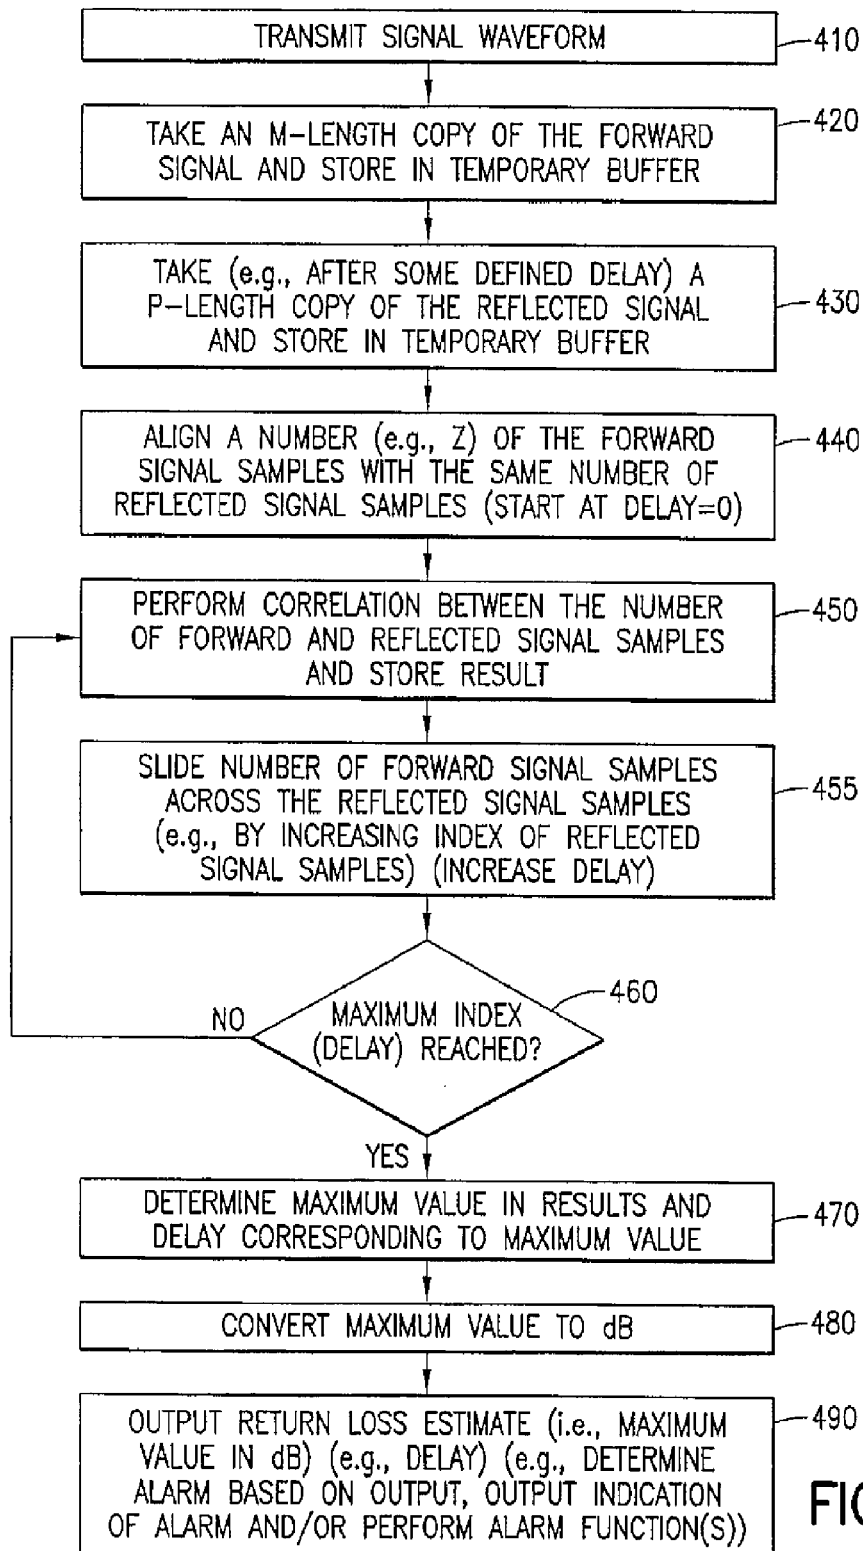 TRANSMIT SIGNAL WAVEFORM
410
TAKE AN M-LENGTH COPY OF THE FORWARD
SIGNAL AND STORE IN TEMPORARY BUFFER
420
TAKE (e.g., AFTER SOME DEFINED DELAY) A
P-LENGTH COPY OF THE REFLECTED SIGNAL
AND STORE IN TEMPORARY BUFFER
430
ALIGN A NUMBER (e.g., Z) OF THE FORWARD
SIGNAL SAMPLES WITH THE SAME NUMBER OF
REFLECTED SIGNAL SAMPLES (START AT DELAY=0)
440
PERFORM CORRELATION BETWEEN THE NUMBER
OF FORWARD AND REFLECTED SIGNAL SAMPLES
AND STORE RESULT
450
SLIDE NUMBER OF FORWARD SIGNAL SAMPLES
ACROSS THE REFLECTED SIGNAL SAMPLES
(e.g., BY INCREASING INDEX OF REFLECTED
SIGNAL SAMPLES) (INCREASE DELAY)
455
460
NO
MAXIMUM INDEX
(DELAY) REACHED?
YES
DETERMINE MAXIMUM VALUE IN RESULTS AND
DELAY CORRESPONDING TO MAXIMUM VALUE
470
CONVERT MAXIMUM VALUE TO dB
480
OUTPUT RETURN LOSS ESTIMATE (i.e., MAXIMUM
VALUE IN dB) (e.g., DELAY) (e.g., DETERMINE
ALARM BASED ON OUTPUT, OUTPUT INDICATION
OF ALARM AND/OR PERFORM ALARM FUNCTION(S))
490
FIG